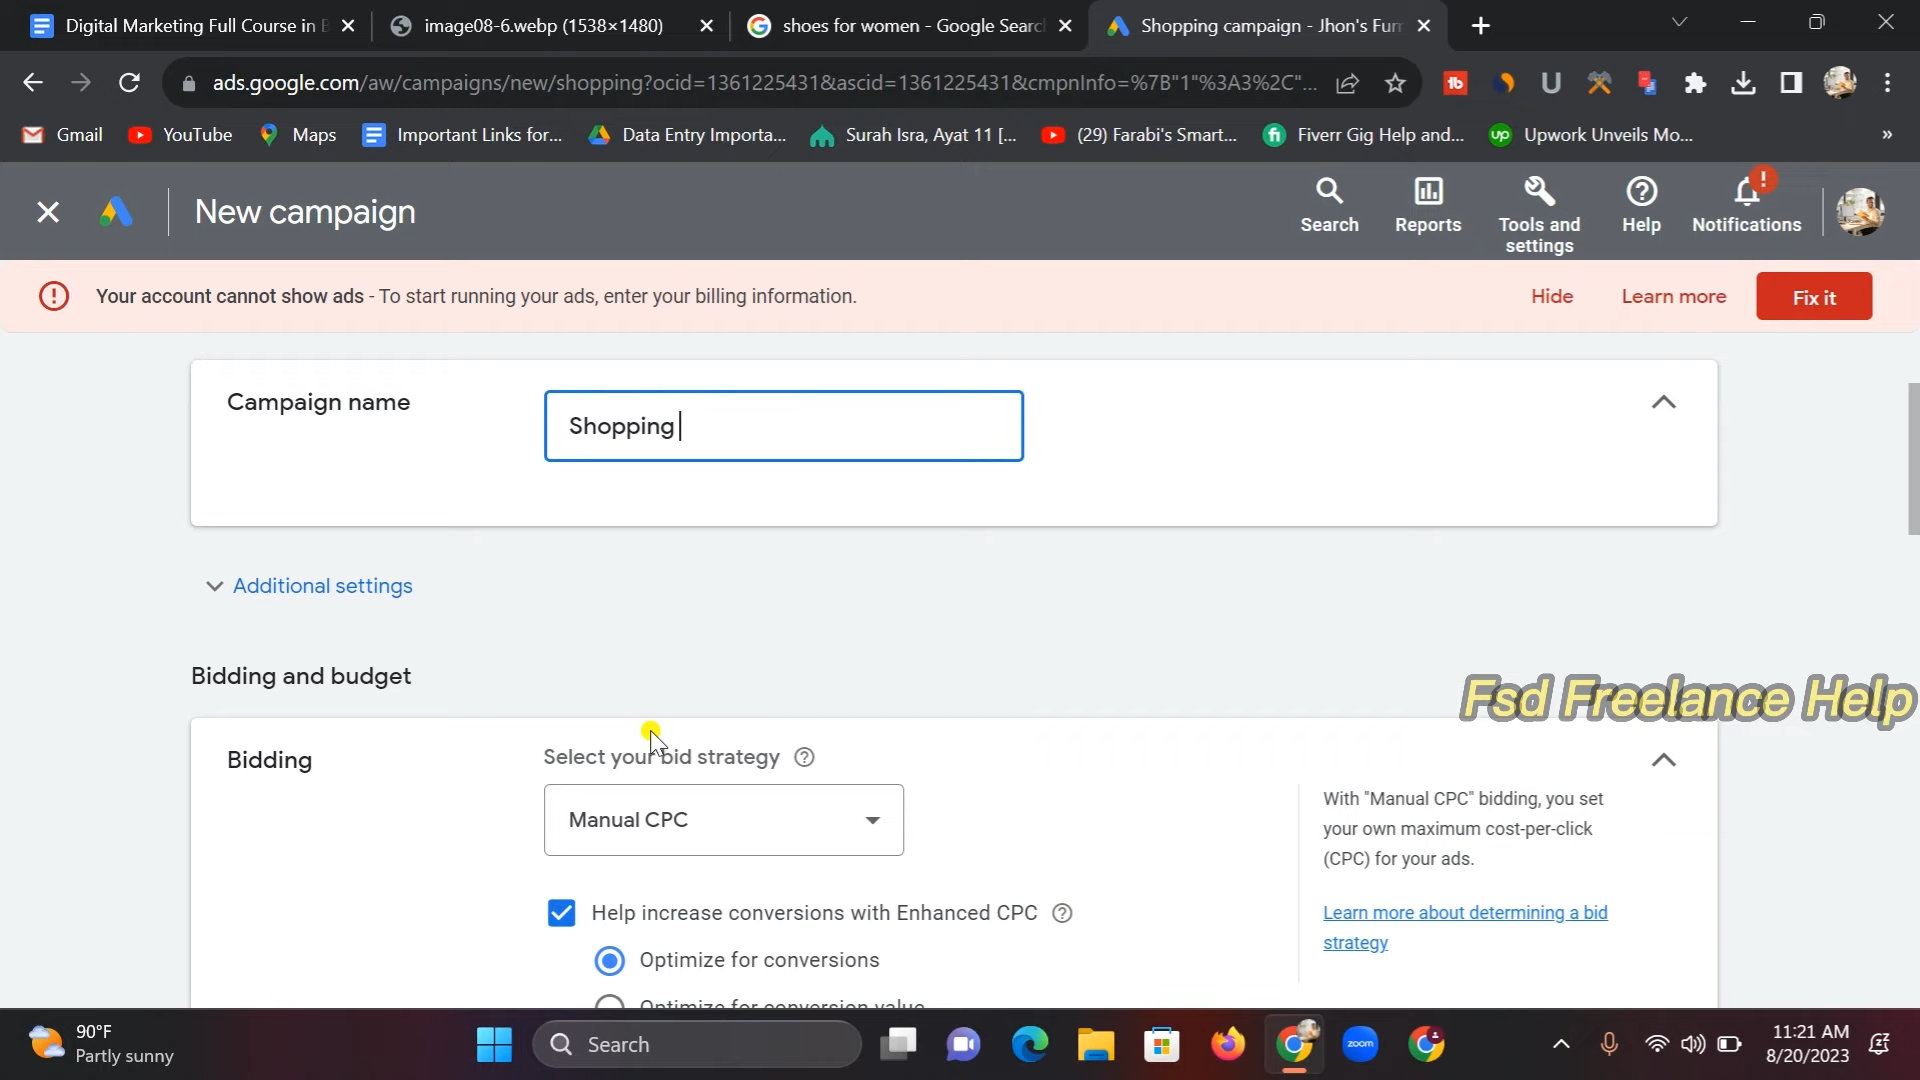 Digital Marketing Full Course in B
image08-6.webp (1538×1480)
shoes for women - Google Searc
Shopping campaign - Jhon's Furr
ads.google.com/aw/campaigns/new/shopping?ocid=1361225431&ascid=1361225431&cmpnInfo=%7B"1"%3A3%2C"...
Gmail
YouTube
Maps
Important Links for...
Data Entry Importa...
Surah Isra, Ayat 11 [...
(29) Farabi's Smart...
Fiverr Gig Help and...
Upwork Unveils Mo...
»
New campaign
Search
Reports
Tools and
settings
Help
Notifications
Your account cannot show ads - To start running your ads, enter your billing information.
Hide
Learn more
Fix it
Campaign name
Shopping
Additional settings
Bidding and budget
Fsd Freelance Help
Bidding
Select your bid strategy
Manual CPC
With "Manual CPC" bidding, you set
your own maximum cost-per-click
(CPC) for your ads.
Learn more about determining a bid
strategy
Help increase conversions with Enhanced CPC
Optimize for conversions
Optimize for conversion value
90°F
Partly sunny
Search
zoom
11:21 AM
8/20/2023